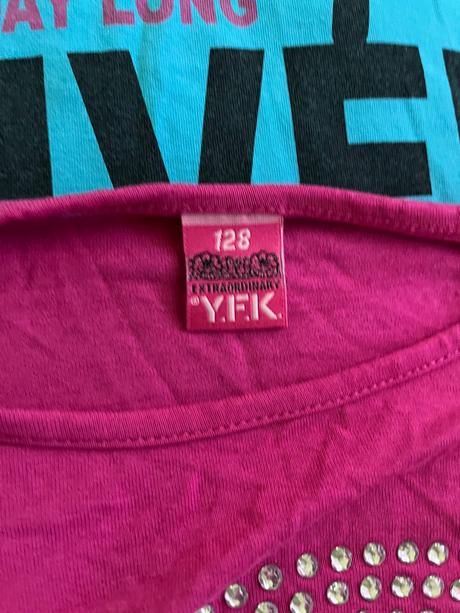 AY LONG
IVE
128
EXTRAORDINARY
® Y.F.K.